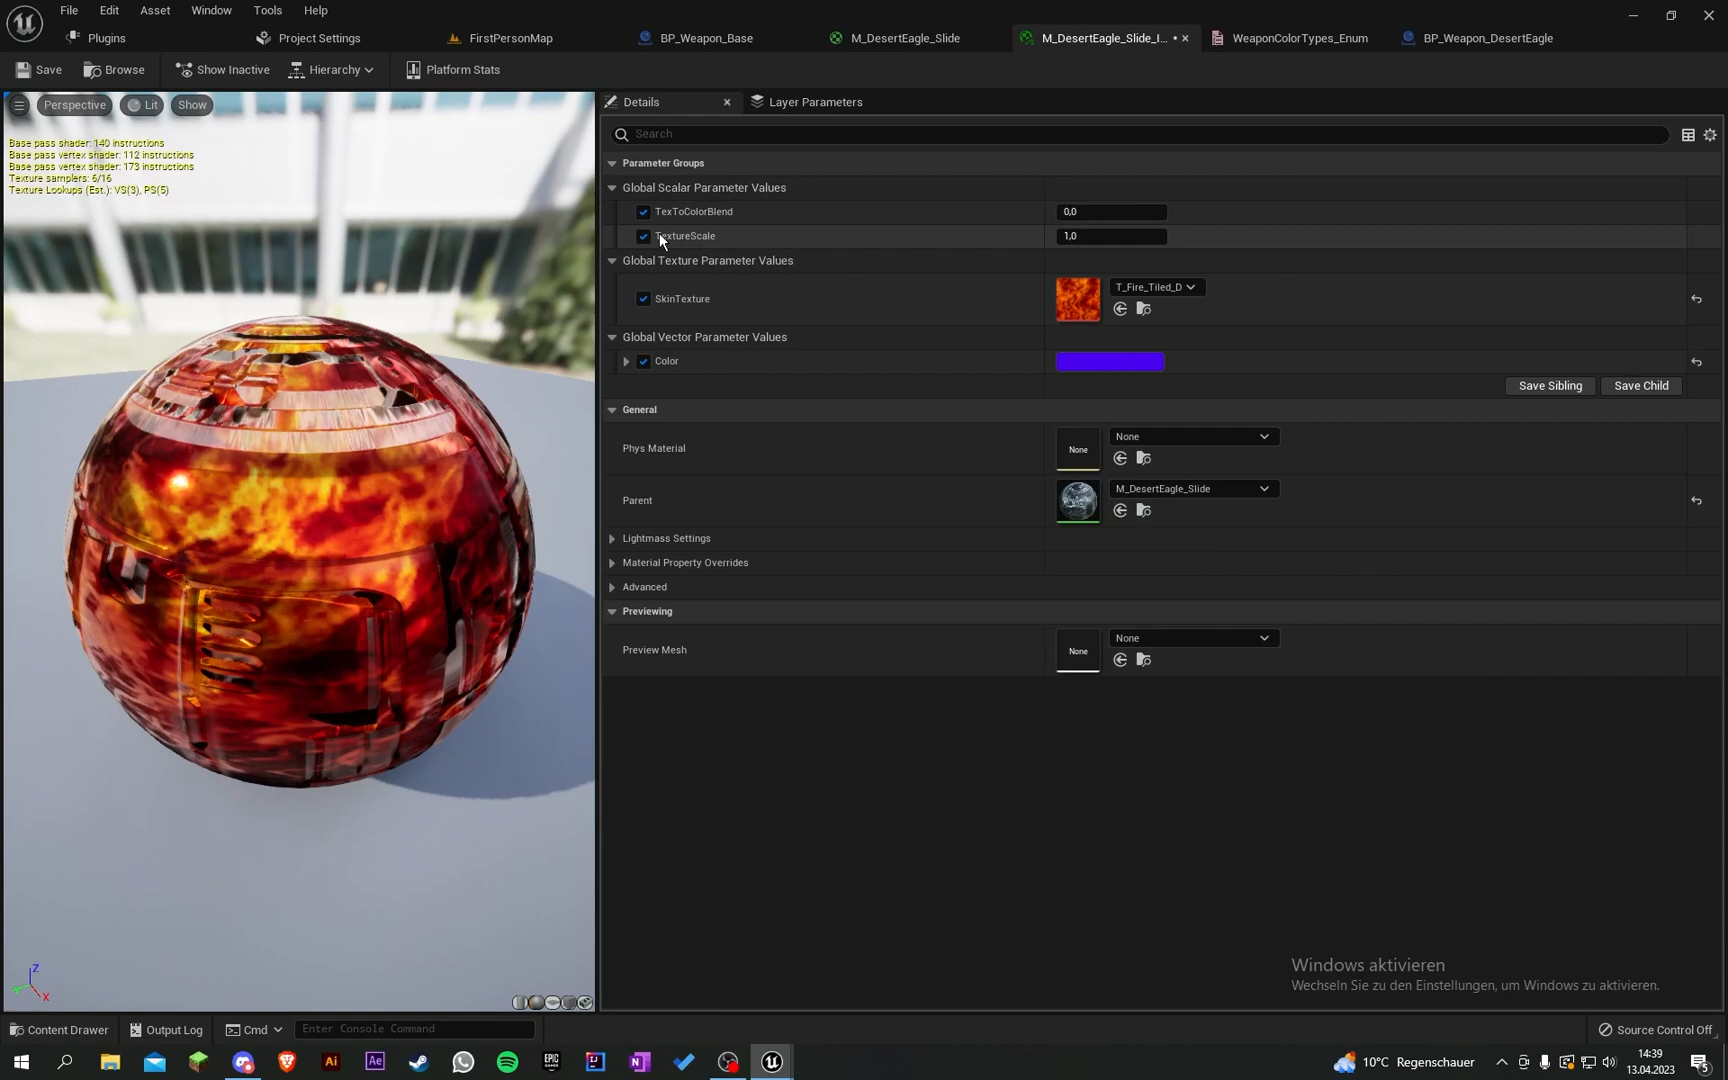 File Edit Asset Window Tools Help
Plugins Project Settings FirstPersonMap BP_Weapon_Base M_DesertEagle_Slide M_DesertEagle_Slide_I... • WeaponColorTypes_Enum BP_Weapon_DesertEagle
Save Browse Show Inactive Hierarchy Platform Stats
Perspective Lit Show
Base pass shader: 140 instructions
Base pass vertex shader: 112 instructions
Base pass vertex shader: 173 instructions
Texture samplers: 6/16
Texture Lookups (Est.): VS(3), PS(5)
Details Layer Parameters
Search
Parameter Groups
Global Scalar Parameter Values
TexToColorBlend 0,0
TextureScale 1,0
Global Texture Parameter Values
SkinTexture T_Fire_Tiled_D
Global Vector Parameter Values
Color
Save Sibling Save Child
General
Phys Material None None
Parent M_DesertEagle_Slide
Lightmass Settings
Material Property Overrides
Advanced
Previewing
Preview Mesh None None
Z
X
Windows aktivieren
Wechseln Sie zu den Einstellungen, um Windows zu aktivieren.
Content Drawer Output Log Cmd Enter Console Command Source Control Off
Ai Ae EPIC GAMES IJ N 10°C Regenschauer 14:39
13.04.2023 5